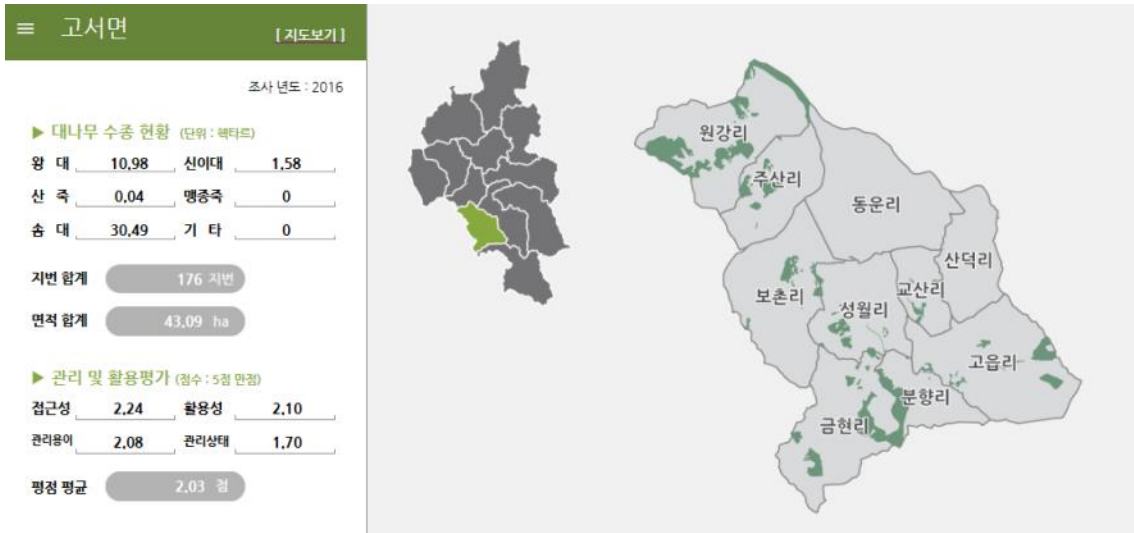 ≡ 고서면 [지도보기]
조사 년도 : 2016
▶ 대나무 수종 현황 (단위 : 헥타르)
왕 대 10,98 신이대 1,58
산 죽 0,04 맹종죽 0
솜 대 30,49 기 타 0
지번 합계 176 지번
면적 합계 43,09 ha
▶ 관리 및 활용평가 (점수 : 5점 만점)
접근성 2,24 활용성 2,10
관리용이 2,08 관리상태 1,70
평점 평균 2,03 점
원강리
주산리
동운리
산덕리
보촌리
성월리
교산리
고읍리
분향리
금현리